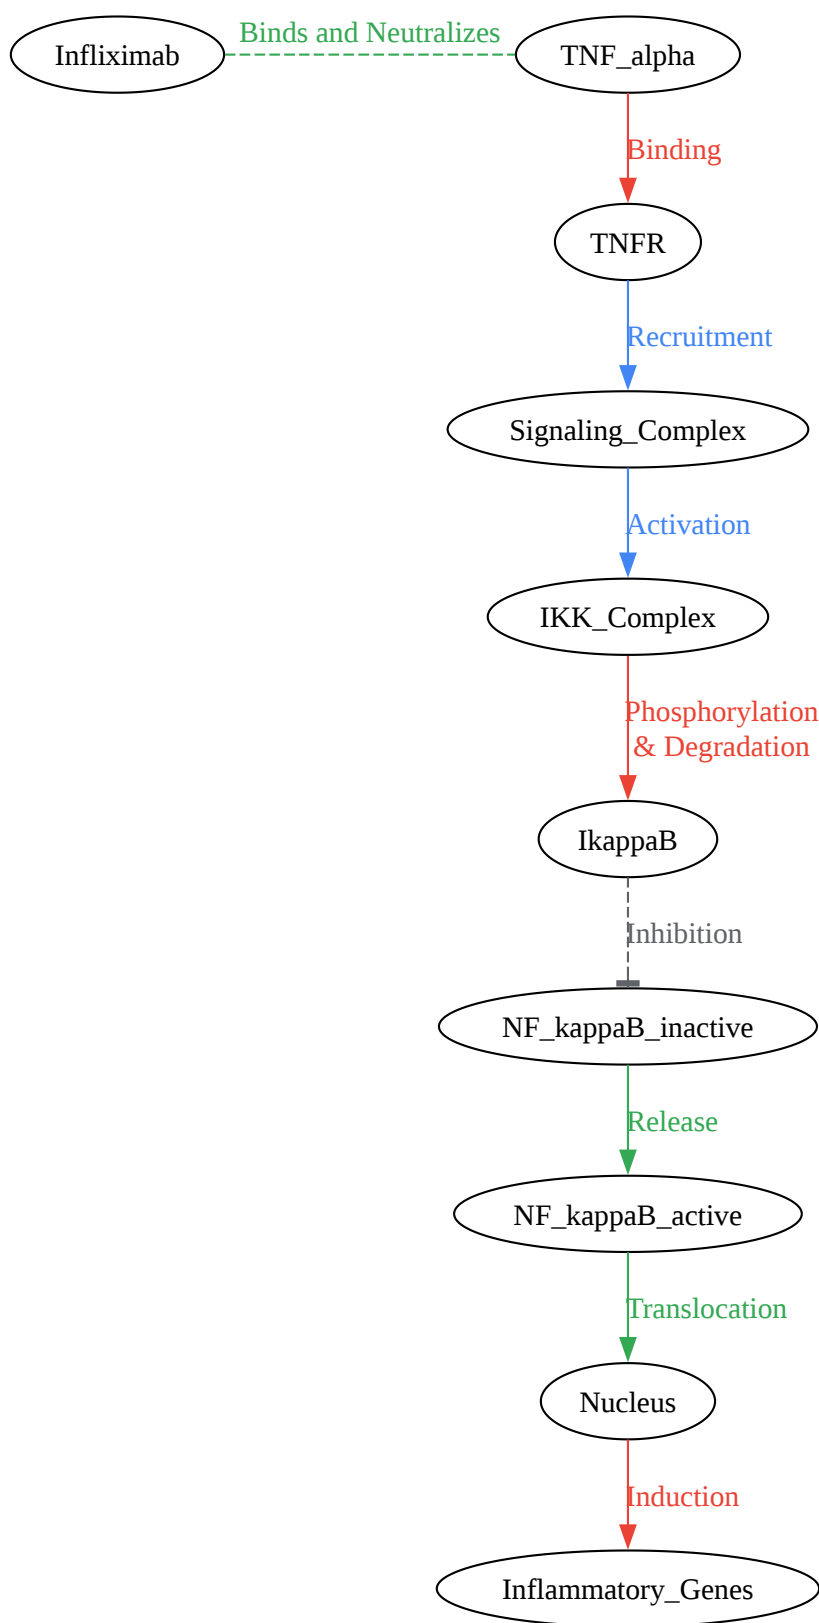 Infliximab
Binds and Neutralizes
TNF_alpha
Binding
TNFR
Recruitment
Signaling_Complex
Activation
IKK_Complex
Phosphorylation
& Degradation
IkappaB
Inhibition
NF_kappaB_inactive
Release
NF_kappaB_active
Translocation
Nucleus
Induction
Inflammatory_Genes